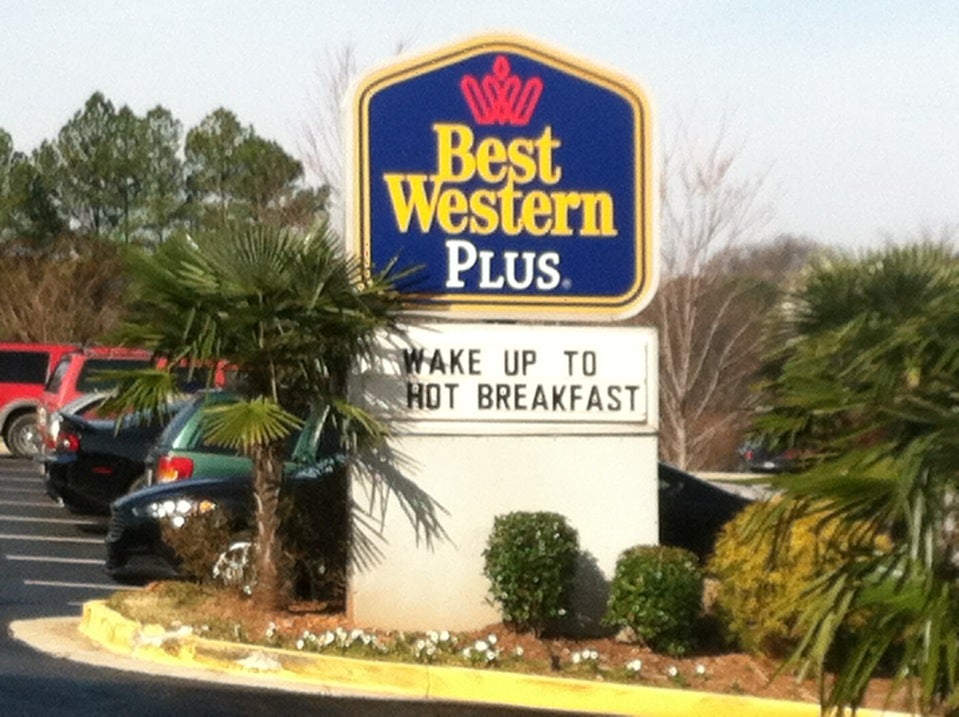 Best
Western
PLUS®
WAKE UP TO
HOT BREAKFAST